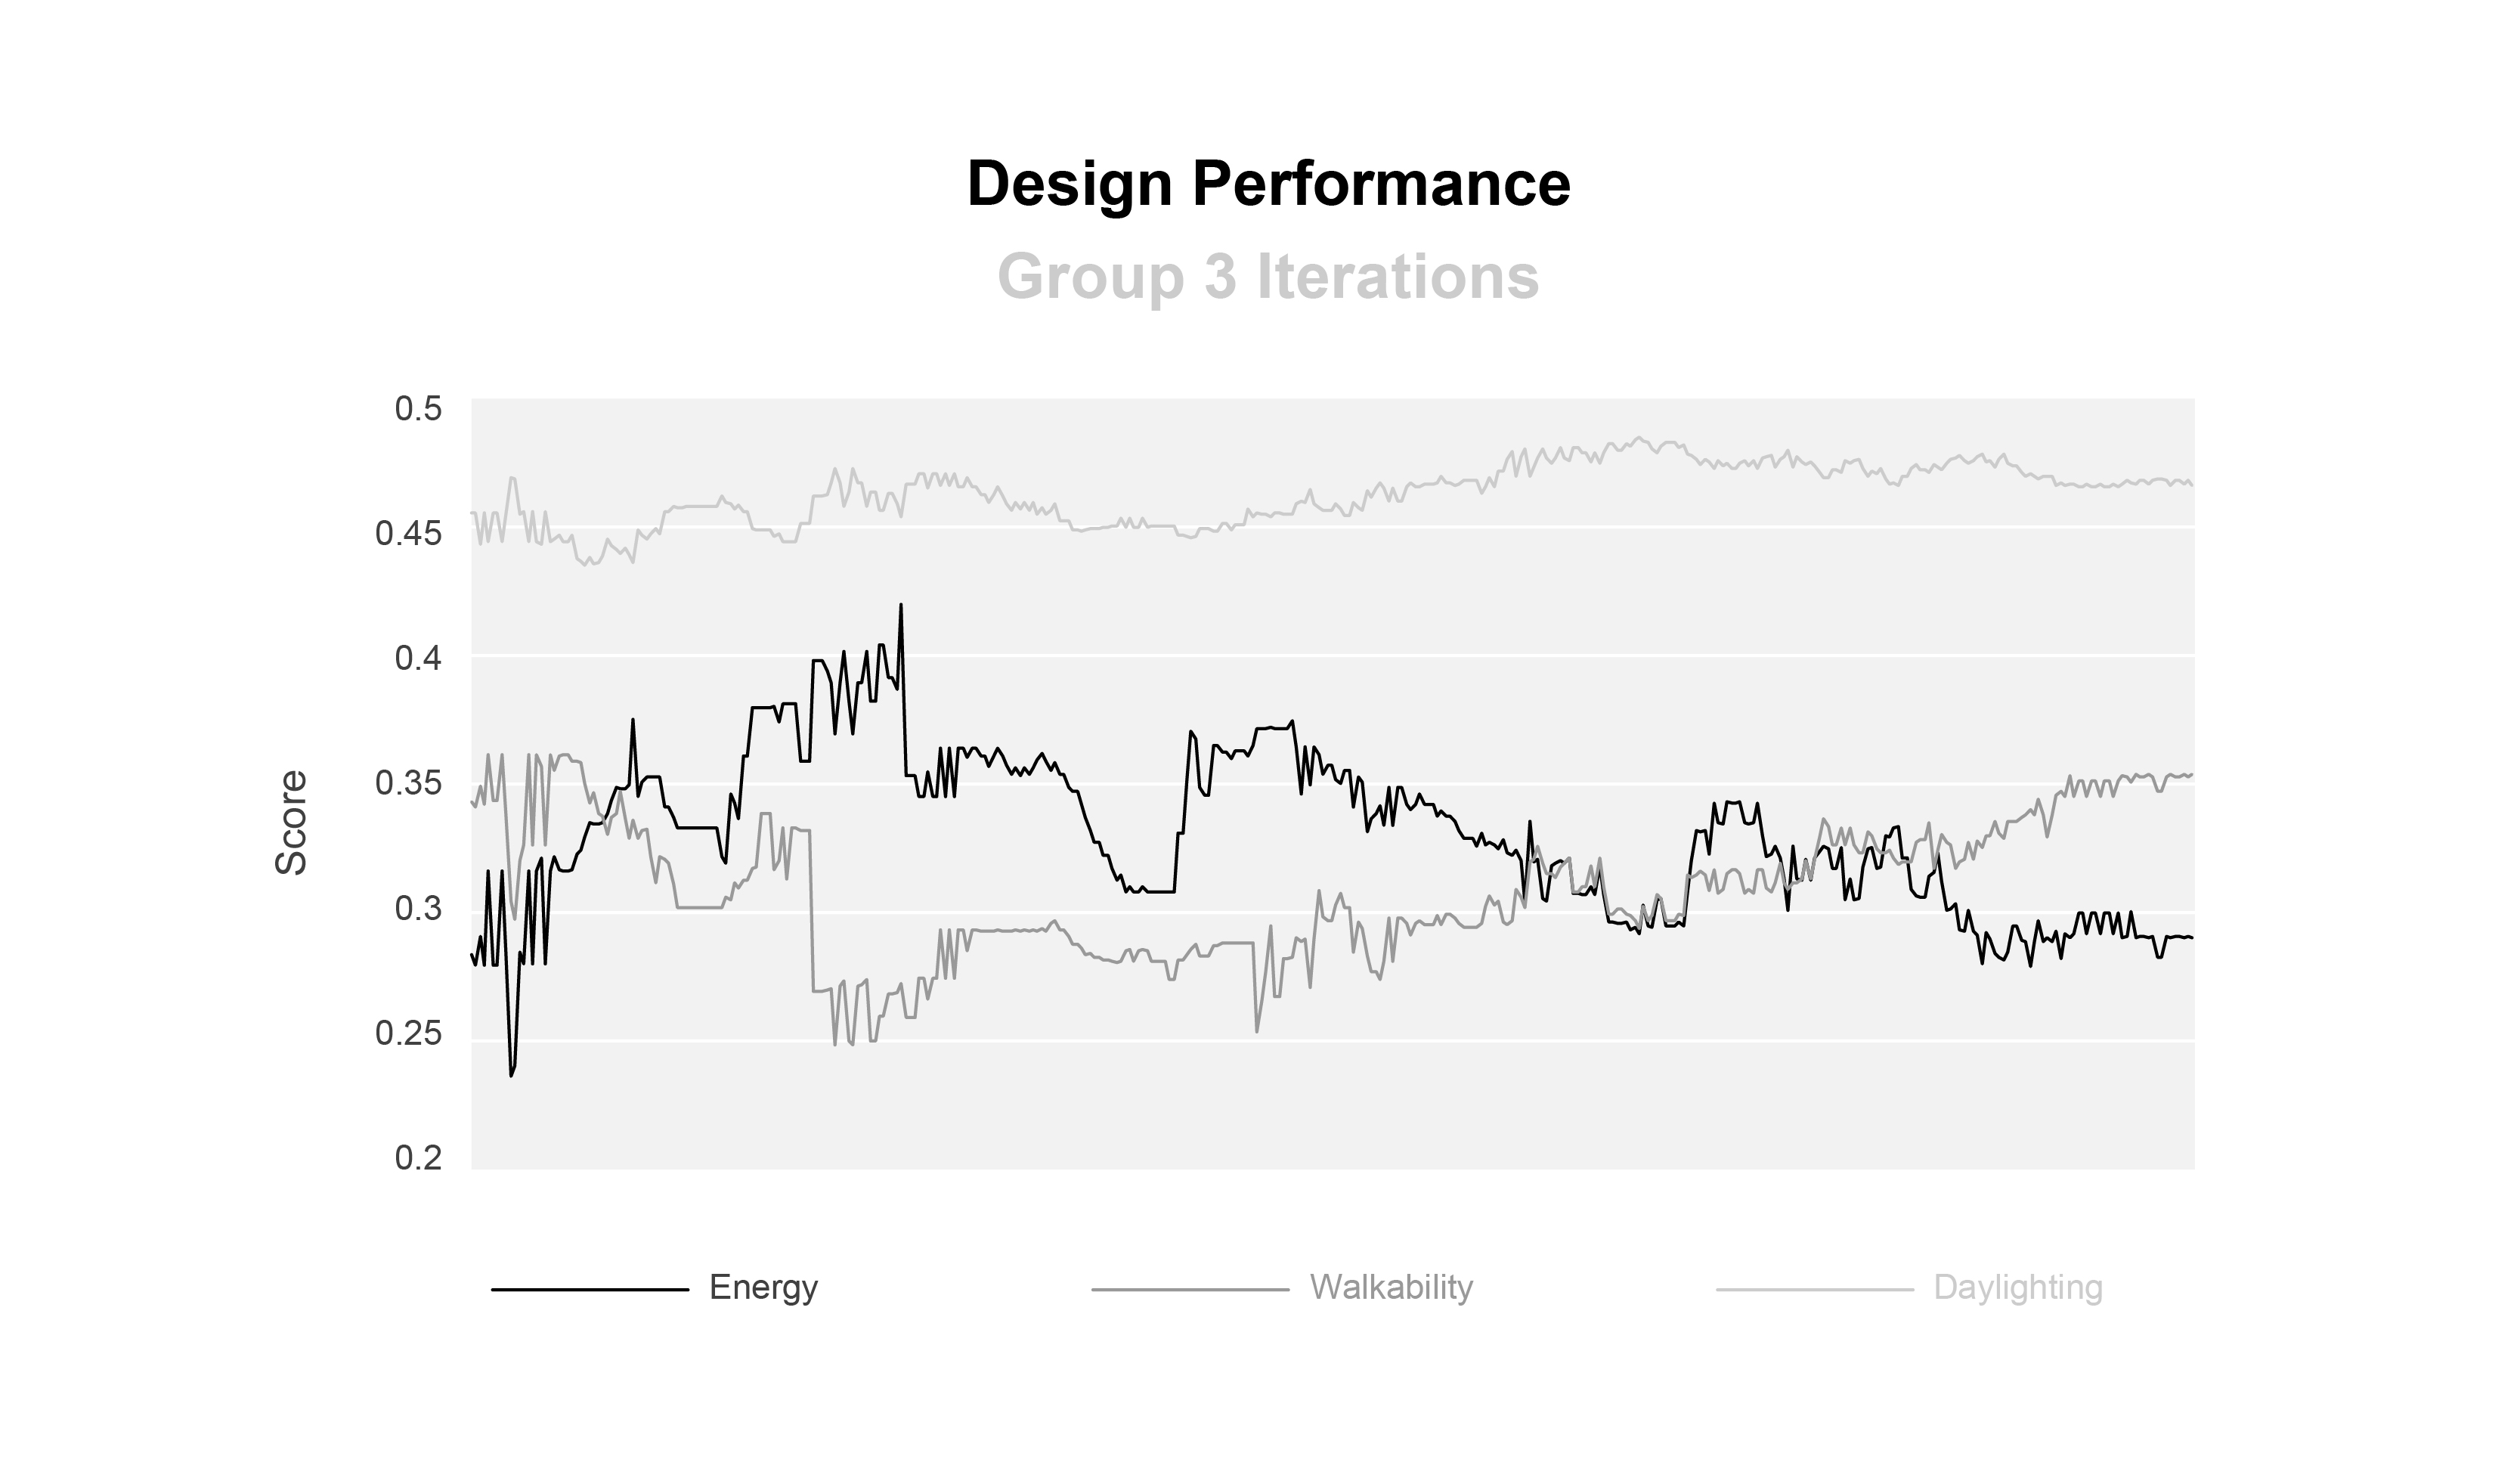 Design Performance
Group 3 Iterations
0.5
0.45
0.4
0.35
0.3
0.25
0.2
Score
Energy
Walkability
Daylighting